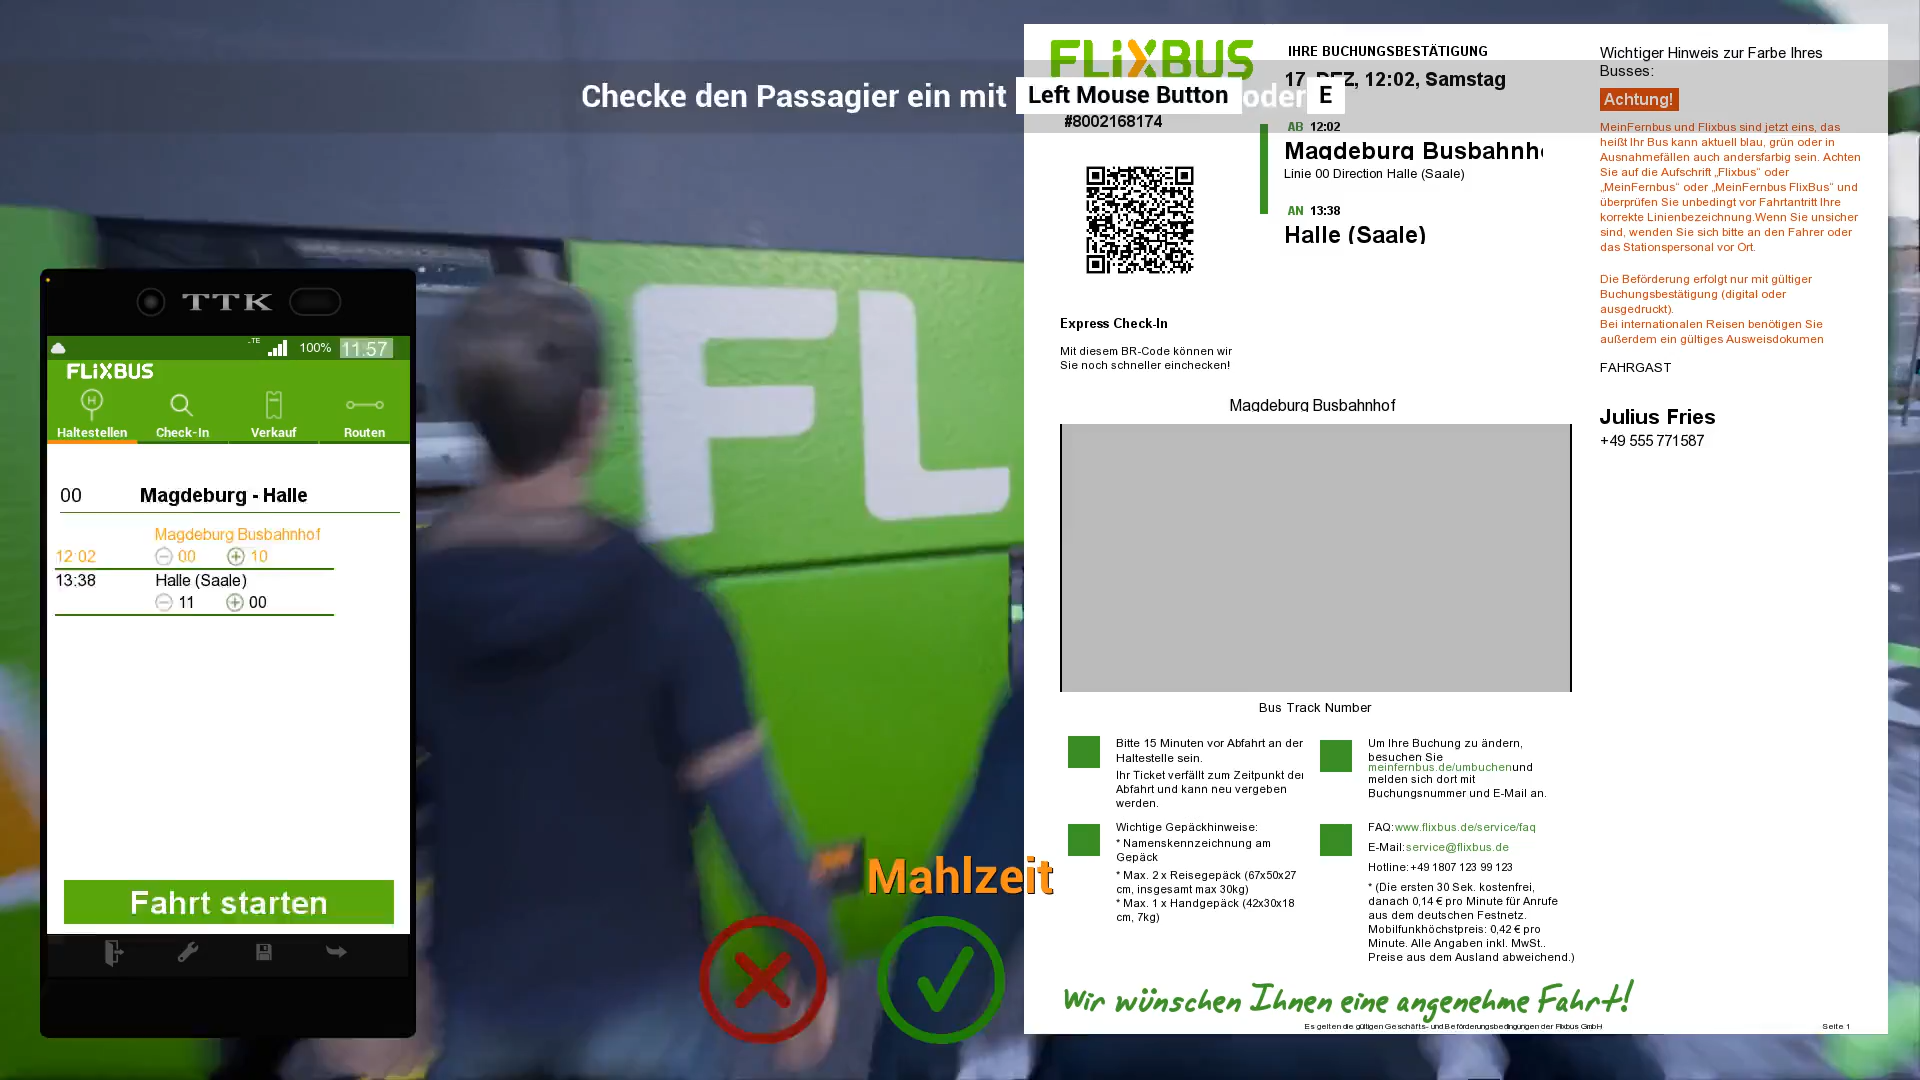 Checke den Passagier ein mit Left Mouse Button oder E
TTK
LTE
100% 11:57
FLiXBUS
Haltestellen Check-In Verkauf Routen
00 Magdeburg - Halle
Magdeburg Busbahnhof
12:02 00 10
13:38 Halle (Saale)
11 00
Fahrt starten
FL
Mahlzeit
FLiXBUS
#8002168174
IHRE BUCHUNGSBESTÄTIGUNG
17. DEZ, 12:02, Samstag
AB 12:02
Magdeburg Busbahnh
Linie 00 Direction Halle (Saale)
AN 13:38
Halle (Saale)
Express Check-In
Mit diesem BR-Code können wir
Sie noch schneller einchecken!
Magdeburg Busbahnhof
Bus Track Number
Bitte 15 Minuten vor Abfahrt an der
Haltestelle sein.
Ihr Ticket verfällt zum Zeitpunkt der
Abfahrt und kann neu vergeben
werden.
Wichtige Gepäckhinweise:
* Namenskennzeichnung am
Gepäck
* Max. 2 x Reisegepäck (67x50x27
cm, insgesamt max 30kg)
* Max. 1 x Handgepäck (42x30x18
cm, 7kg)
Um Ihre Buchung zu ändern,
besuchen Sie
meinfernbus.de/umbuchenund
melden sich dort mit
Buchungsnummer und E-Mail an.
FAQ:www.flixbus.de/service/faq
E-Mail:service@flixbus.de
Hotline:+49 1807 123 99 123
* (Die ersten 30 Sek. kostenfrei,
danach 0,14 € pro Minute für Anrufe
aus dem deutschen Festnetz.
Mobilfunkhöchstpreis: 0,42 € pro
Minute. Alle Angaben inkl. MwSt..
Preise aus dem Ausland abweichend.)
Wir wünschen Ihnen eine angenehme Fahrt!
Es gelten die gültigen Geschäfts- und Beförderungsbedingungen der Flixbus GmbH
Seite 1
Wichtiger Hinweis zur Farbe Ihres
Busses:
Achtung!
MeinFernbus und Flixbus sind jetzt eins, das
heißt Ihr Bus kann aktuell blau, grün oder in
Ausnahmefällen auch andersfarbig sein. Achten
Sie auf die Aufschrift „Flixbus“ oder
„MeinFernbus“ oder „MeinFernbus FlixBus“ und
überprüfen Sie unbedingt vor Fahrtantritt Ihre
korrekte Linienbezeichnung.Wenn Sie unsicher
sind, wenden Sie sich bitte an den Fahrer oder
das Stationspersonal vor Ort.
Die Beförderung erfolgt nur mit gültiger
Buchungsbestätigung (digital oder
ausgedruckt).
Bei internationalen Reisen benötigen Sie
außerdem ein gültiges Ausweisdokumen
FAHRGAST
Julius Fries
+49 555 771587